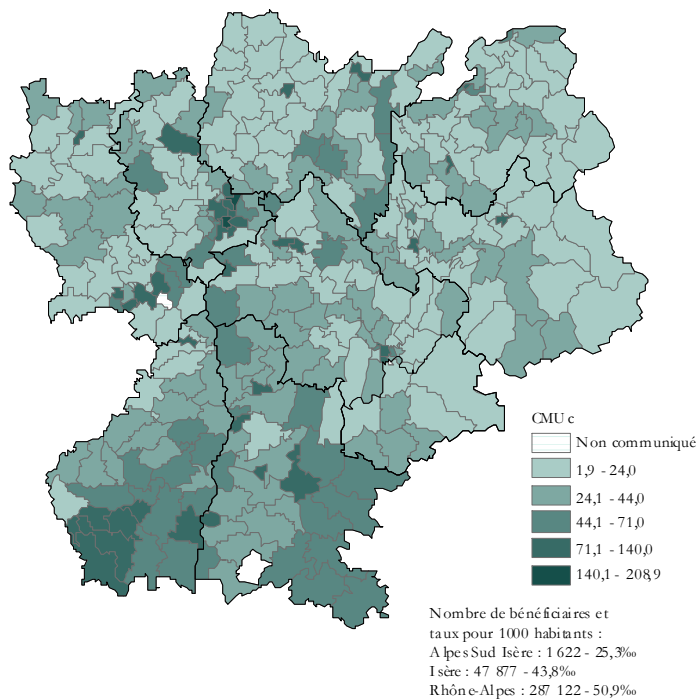 CMU c
Non communiqué
1,9 - 24,0
24,1 - 44,0
44,1 - 71,0
71,1 - 140,0
140,1 - 208,9
Nombre de bénéficiaires et
taux pour 1000 habitants :
Alpes Sud Isère : 1 622 - 25,3‰
Isère : 47 877 - 43,8‰
Rhône-Alpes : 287 122 - 50,9‰